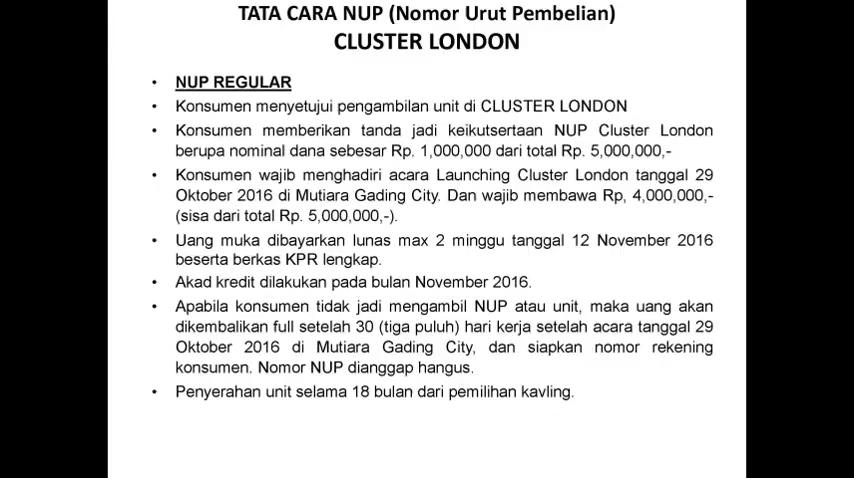 TATA CARA NUP (Nomor Urut Pembelian)
CLUSTER LONDON
• NUP REGULAR
• Konsumen menyetujui pengambilan unit di CLUSTER LONDON
• Konsumen memberikan tanda jadi keikutsertaan NUP Cluster London
berupa nominal dana sebesar Rp. 1,000,000 dari total Rp. 5,000,000,-
• Konsumen wajib menghadiri acara Launching Cluster London tanggal 29
Oktober 2016 di Mutiara Gading City. Dan wajib membawa Rp, 4,000,000,-
(sisa dari total Rp. 5,000,000,-).
• Uang muka dibayarkan lunas max 2 minggu tanggal 12 November 2016
beserta berkas KPR lengkap.
• Akad kredit dilakukan pada bulan November 2016.
• Apabila konsumen tidak jadi mengambil NUP atau unit, maka uang akan
dikembalikan full setelah 30 (tiga puluh) hari kerja setelah acara tanggal 29
Oktober 2016 di Mutiara Gading City, dan siapkan nomor rekening
konsumen. Nomor NUP dianggap hangus.
• Penyerahan unit selama 18 bulan dari pemilihan kavling.